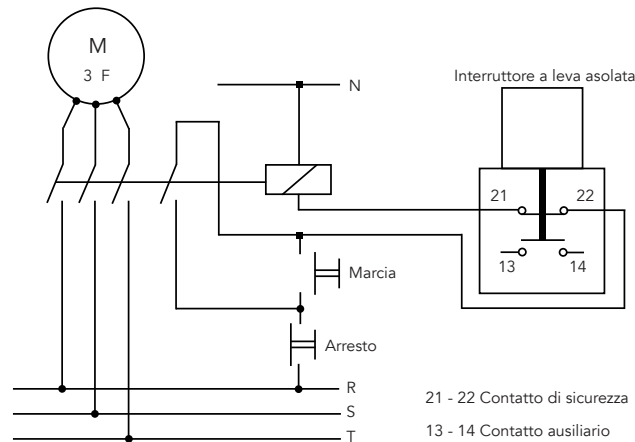 M
3 F
N
Interruttore a leva asolata
21
22
13
14
Marcia
Arresto
R
S
T
21 - 22 Contatto di sicurezza
13 - 14 Contatto ausiliario